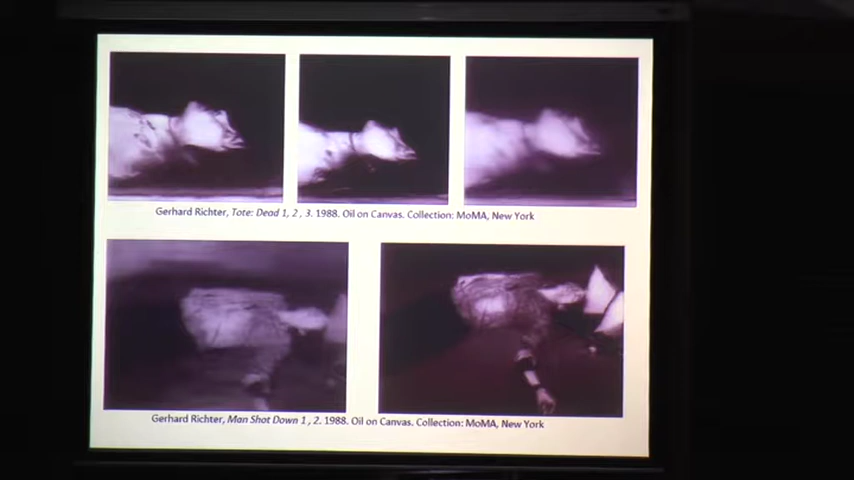 Gerhard Richter, Tote: Dead 1, 2 , 3. 1988. Oil on Canvas. Collection: MoMA, New York
Gerhard Richter, Man Shot Down 1 , 2. 1988. Oil on Canvas. Collection: MoMA, New York